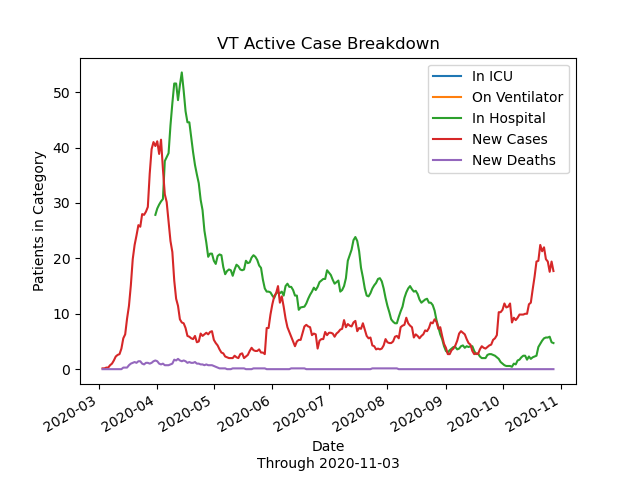 VT Active Case Breakdown
In ICU
On Ventilator
In Hospital
New Cases
New Deaths
Patients in Category
50
40
30
20
10
0
2020-03
2020-04
2020-05
2020-06
2020-07
2020-08
2020-09
2020-10
2020-11
Date
Through 2020-11-03